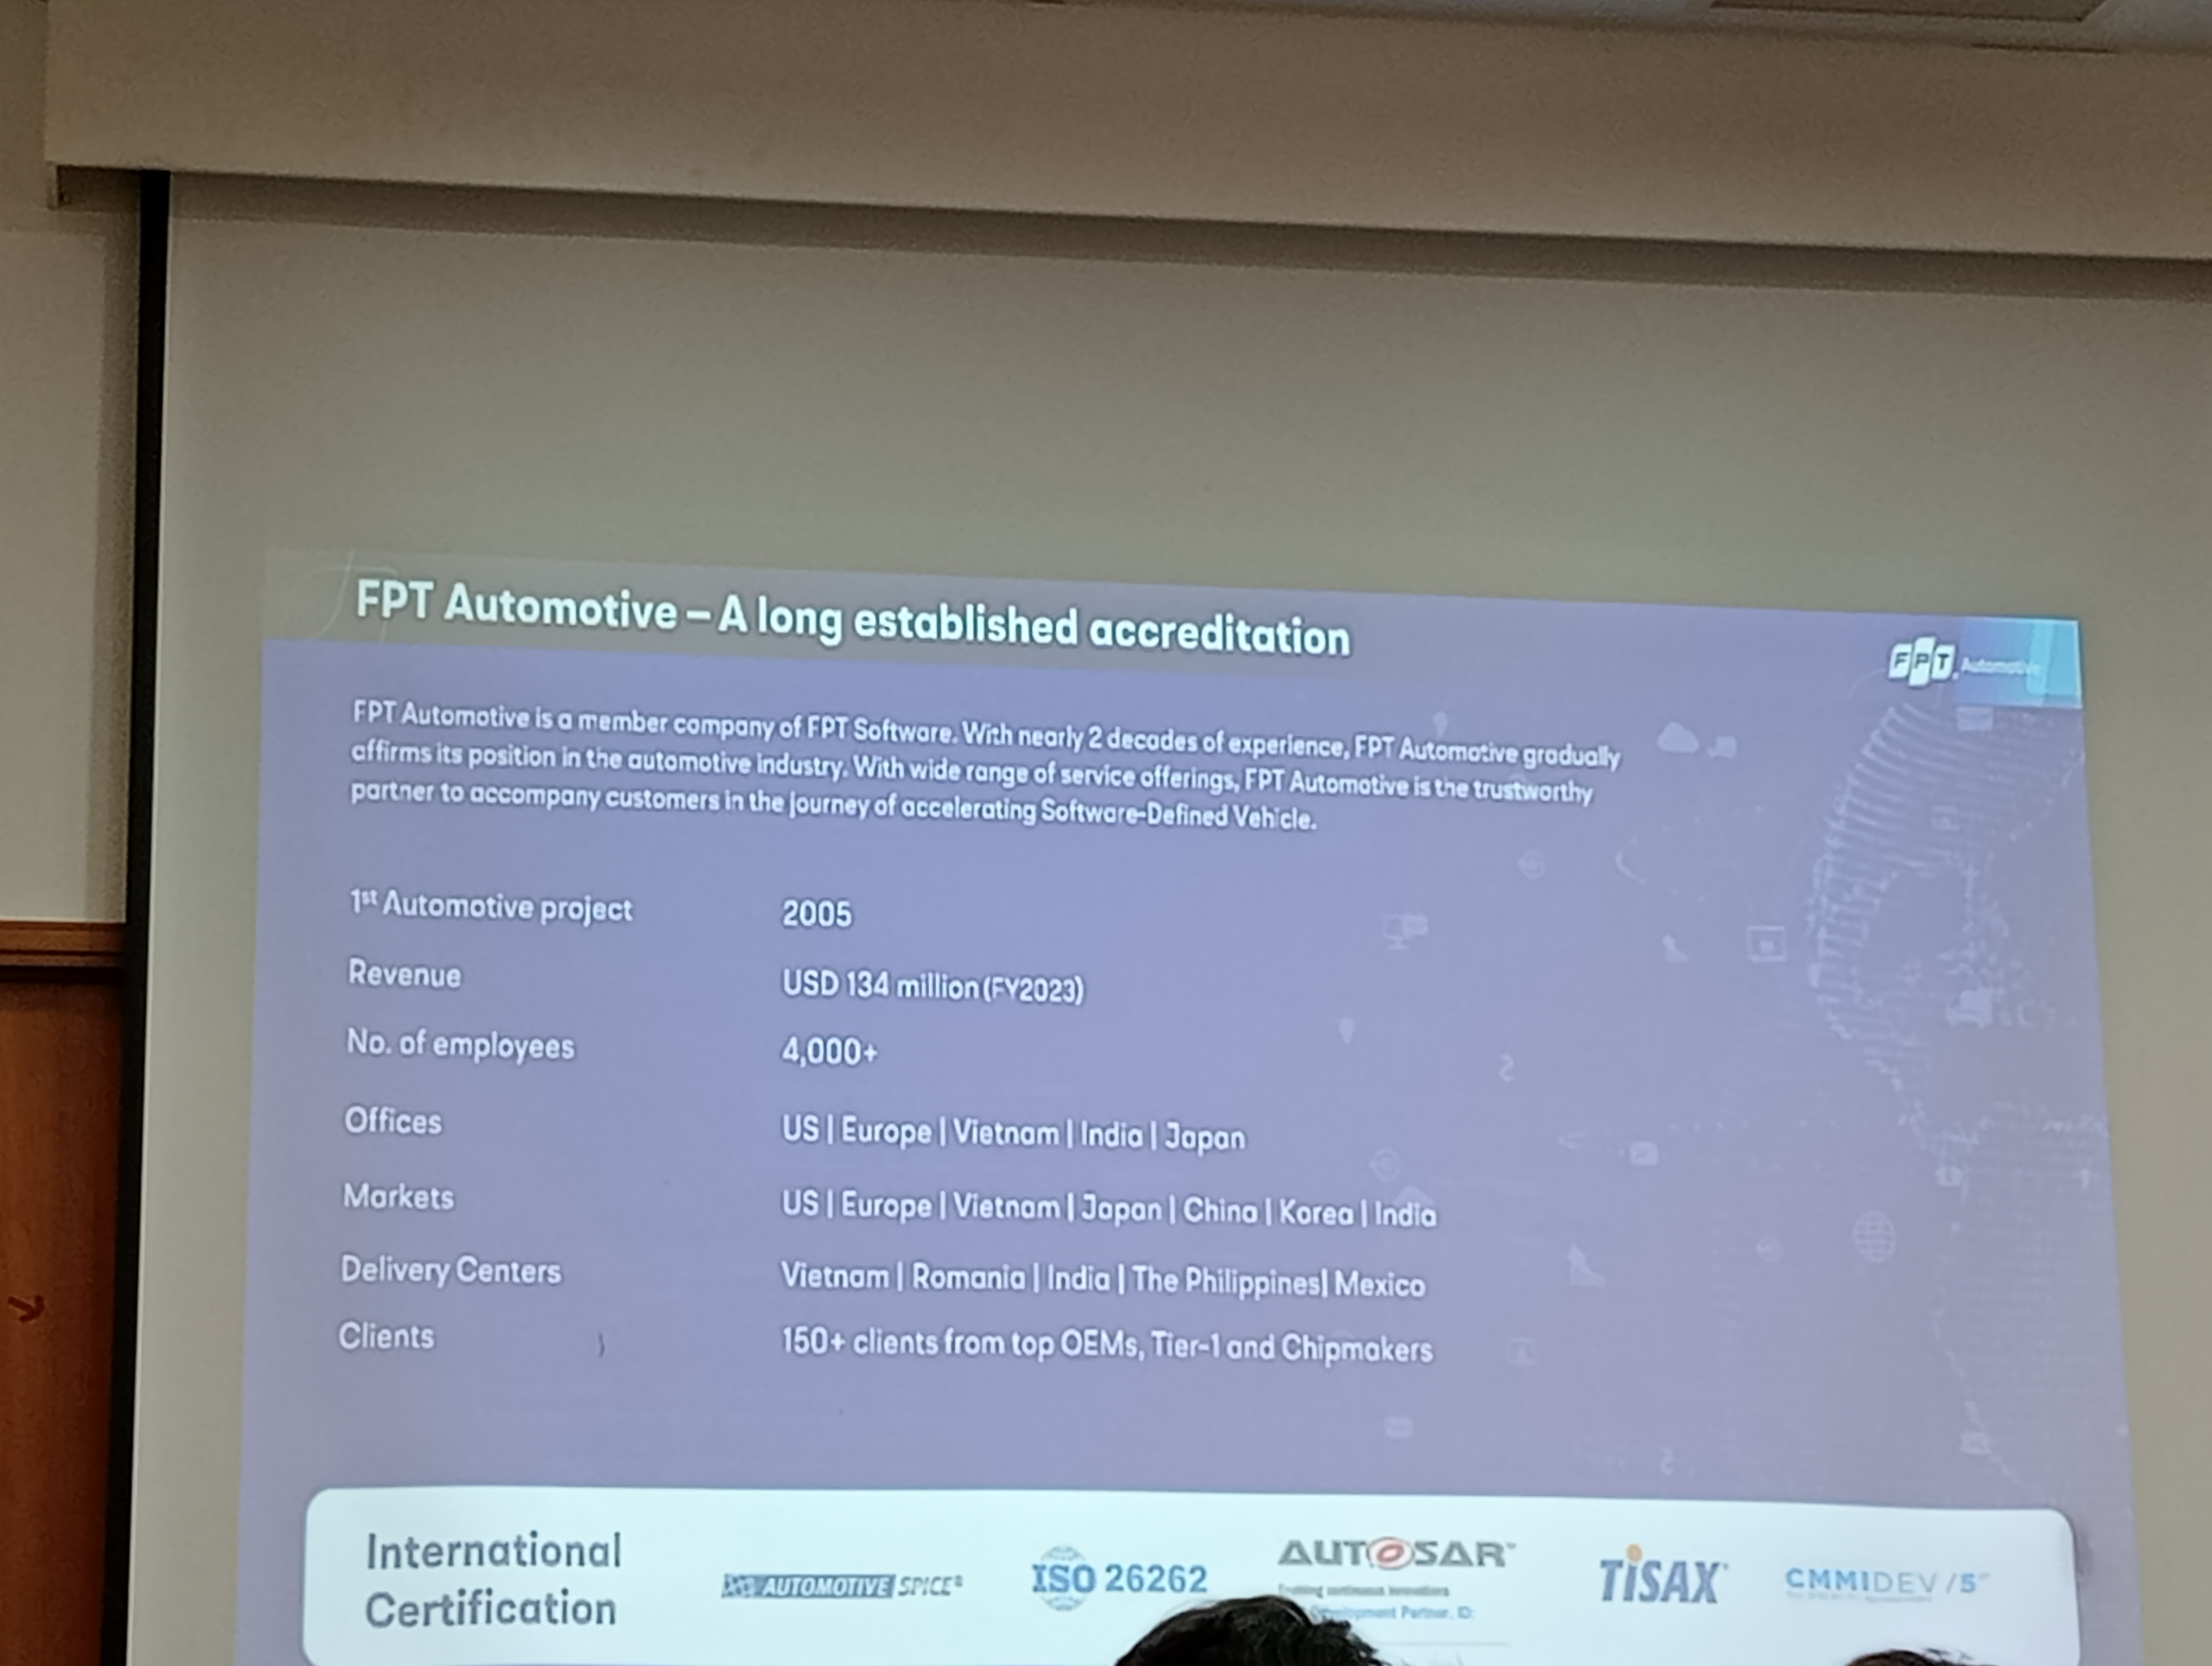 FPT Automotive – A long established accreditation
FPT. Automotive
FPT Automotive is a member company of FPT Software. With nearly 2 decades of experience, FPT Automotive gradually
affirms its position in the automotive industry. With wide range of service offerings, FPT Automotive is the trustworthy
partner to accompany customers in the journey of accelerating Software-Defined Vehicle.
1st Automotive project 2005
Revenue USD 134 million (FY2023)
No. of employees 4,000+
Offices US | Europe | Vietnam | India | Japan
Markets US | Europe | Vietnam | Japan | China | Korea | India
Delivery Centers Vietnam | Romania | India | The Philippines| Mexico
Clients 150+ clients from top OEMs, Tier-1 and Chipmakers
International
Certification
AUTOMOTIVE SPICE®
ISO 26262
AUTOSAR™
Development Partner. ID:
TiSAX
CMMIDEV/5